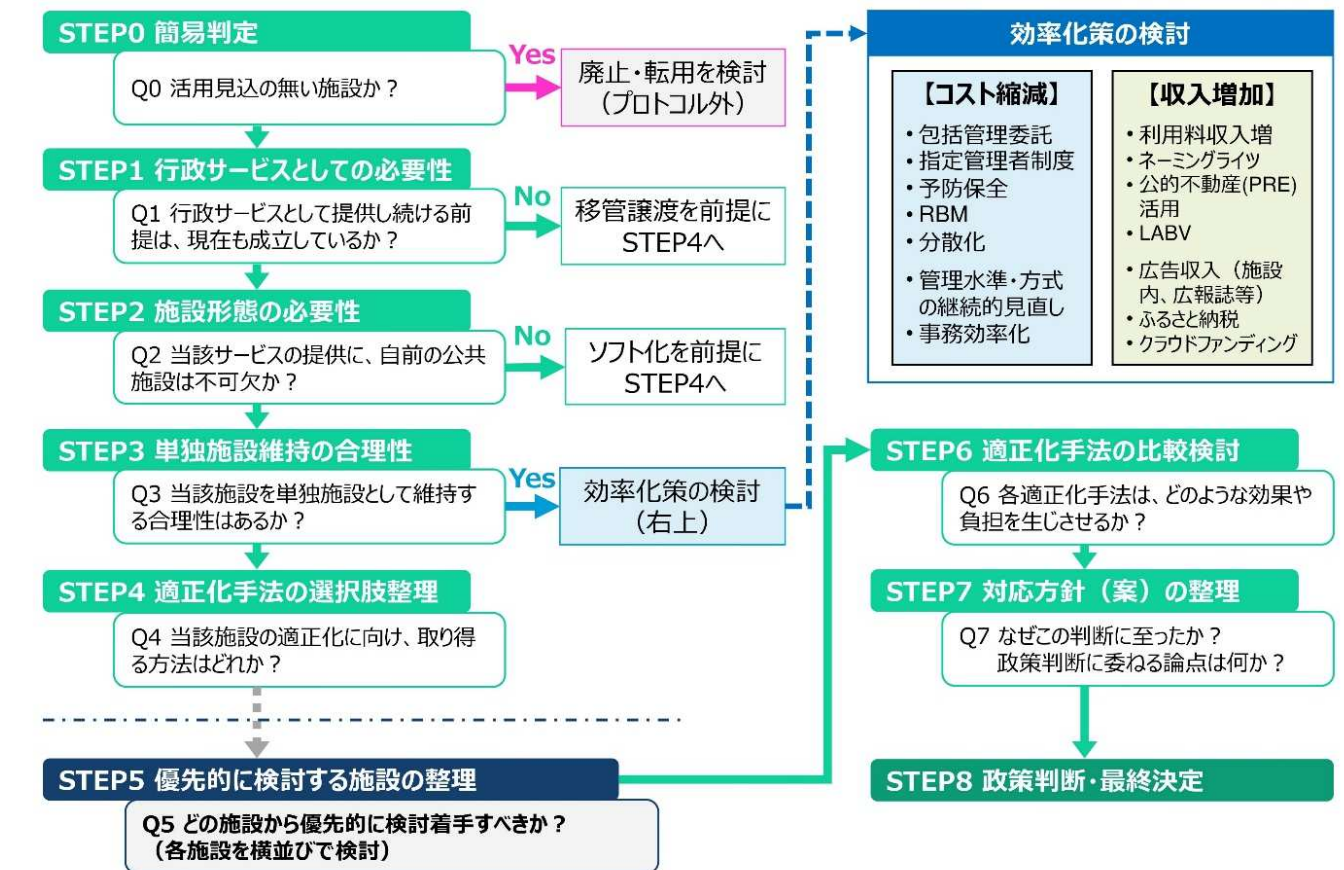 STEP0 簡易判定
Q0 活用見込の無い施設か？
Yes
廃止・転用を検討
（プロトコル外）
STEP1 行政サービスとしての必要性
Q1 行政サービスとして提供し続ける前
提は、現在も成立しているか？
No
移管譲渡を前提に
STEP4へ
STEP2 施設形態の必要性
Q2 当該サービスの提供に、自前の公共
施設は不可欠か？
No
ソフト化を前提に
STEP4へ
STEP3 単独施設維持の合理性
Q3 当該施設を単独施設として維持す
る合理性はあるか？
Yes
効率化策の検討
（右上）
STEP4 適正化手法の選択肢整理
Q4 当該施設の適正化に向け、取り得
る方法はどれか？
STEP5 優先的に検討する施設の整理
Q5 どの施設から優先的に検討着手すべきか？
（各施設を横並びで検討）
効率化策の検討
【コスト縮減】
・包括管理委託
・指定管理者制度
・予防保全
・RBM
・分散化
・管理水準・方式
の継続的見直し
・事務効率化
【収入増加】
・利用料収入増
・ネーミングライツ
・公的不動産(PRE)
活用
・LABV
・広告収入（施設
内、広報誌等）
・ふるさと納税
・クラウドファンディング
STEP6 適正化手法の比較検討
Q6 各適正化手法は、どのような効果や
負担を生じさせるか？
STEP7 対応方針（案）の整理
Q7 なぜこの判断に至ったか？
政策判断に委ねる論点は何か？
STEP8 政策判断・最終決定